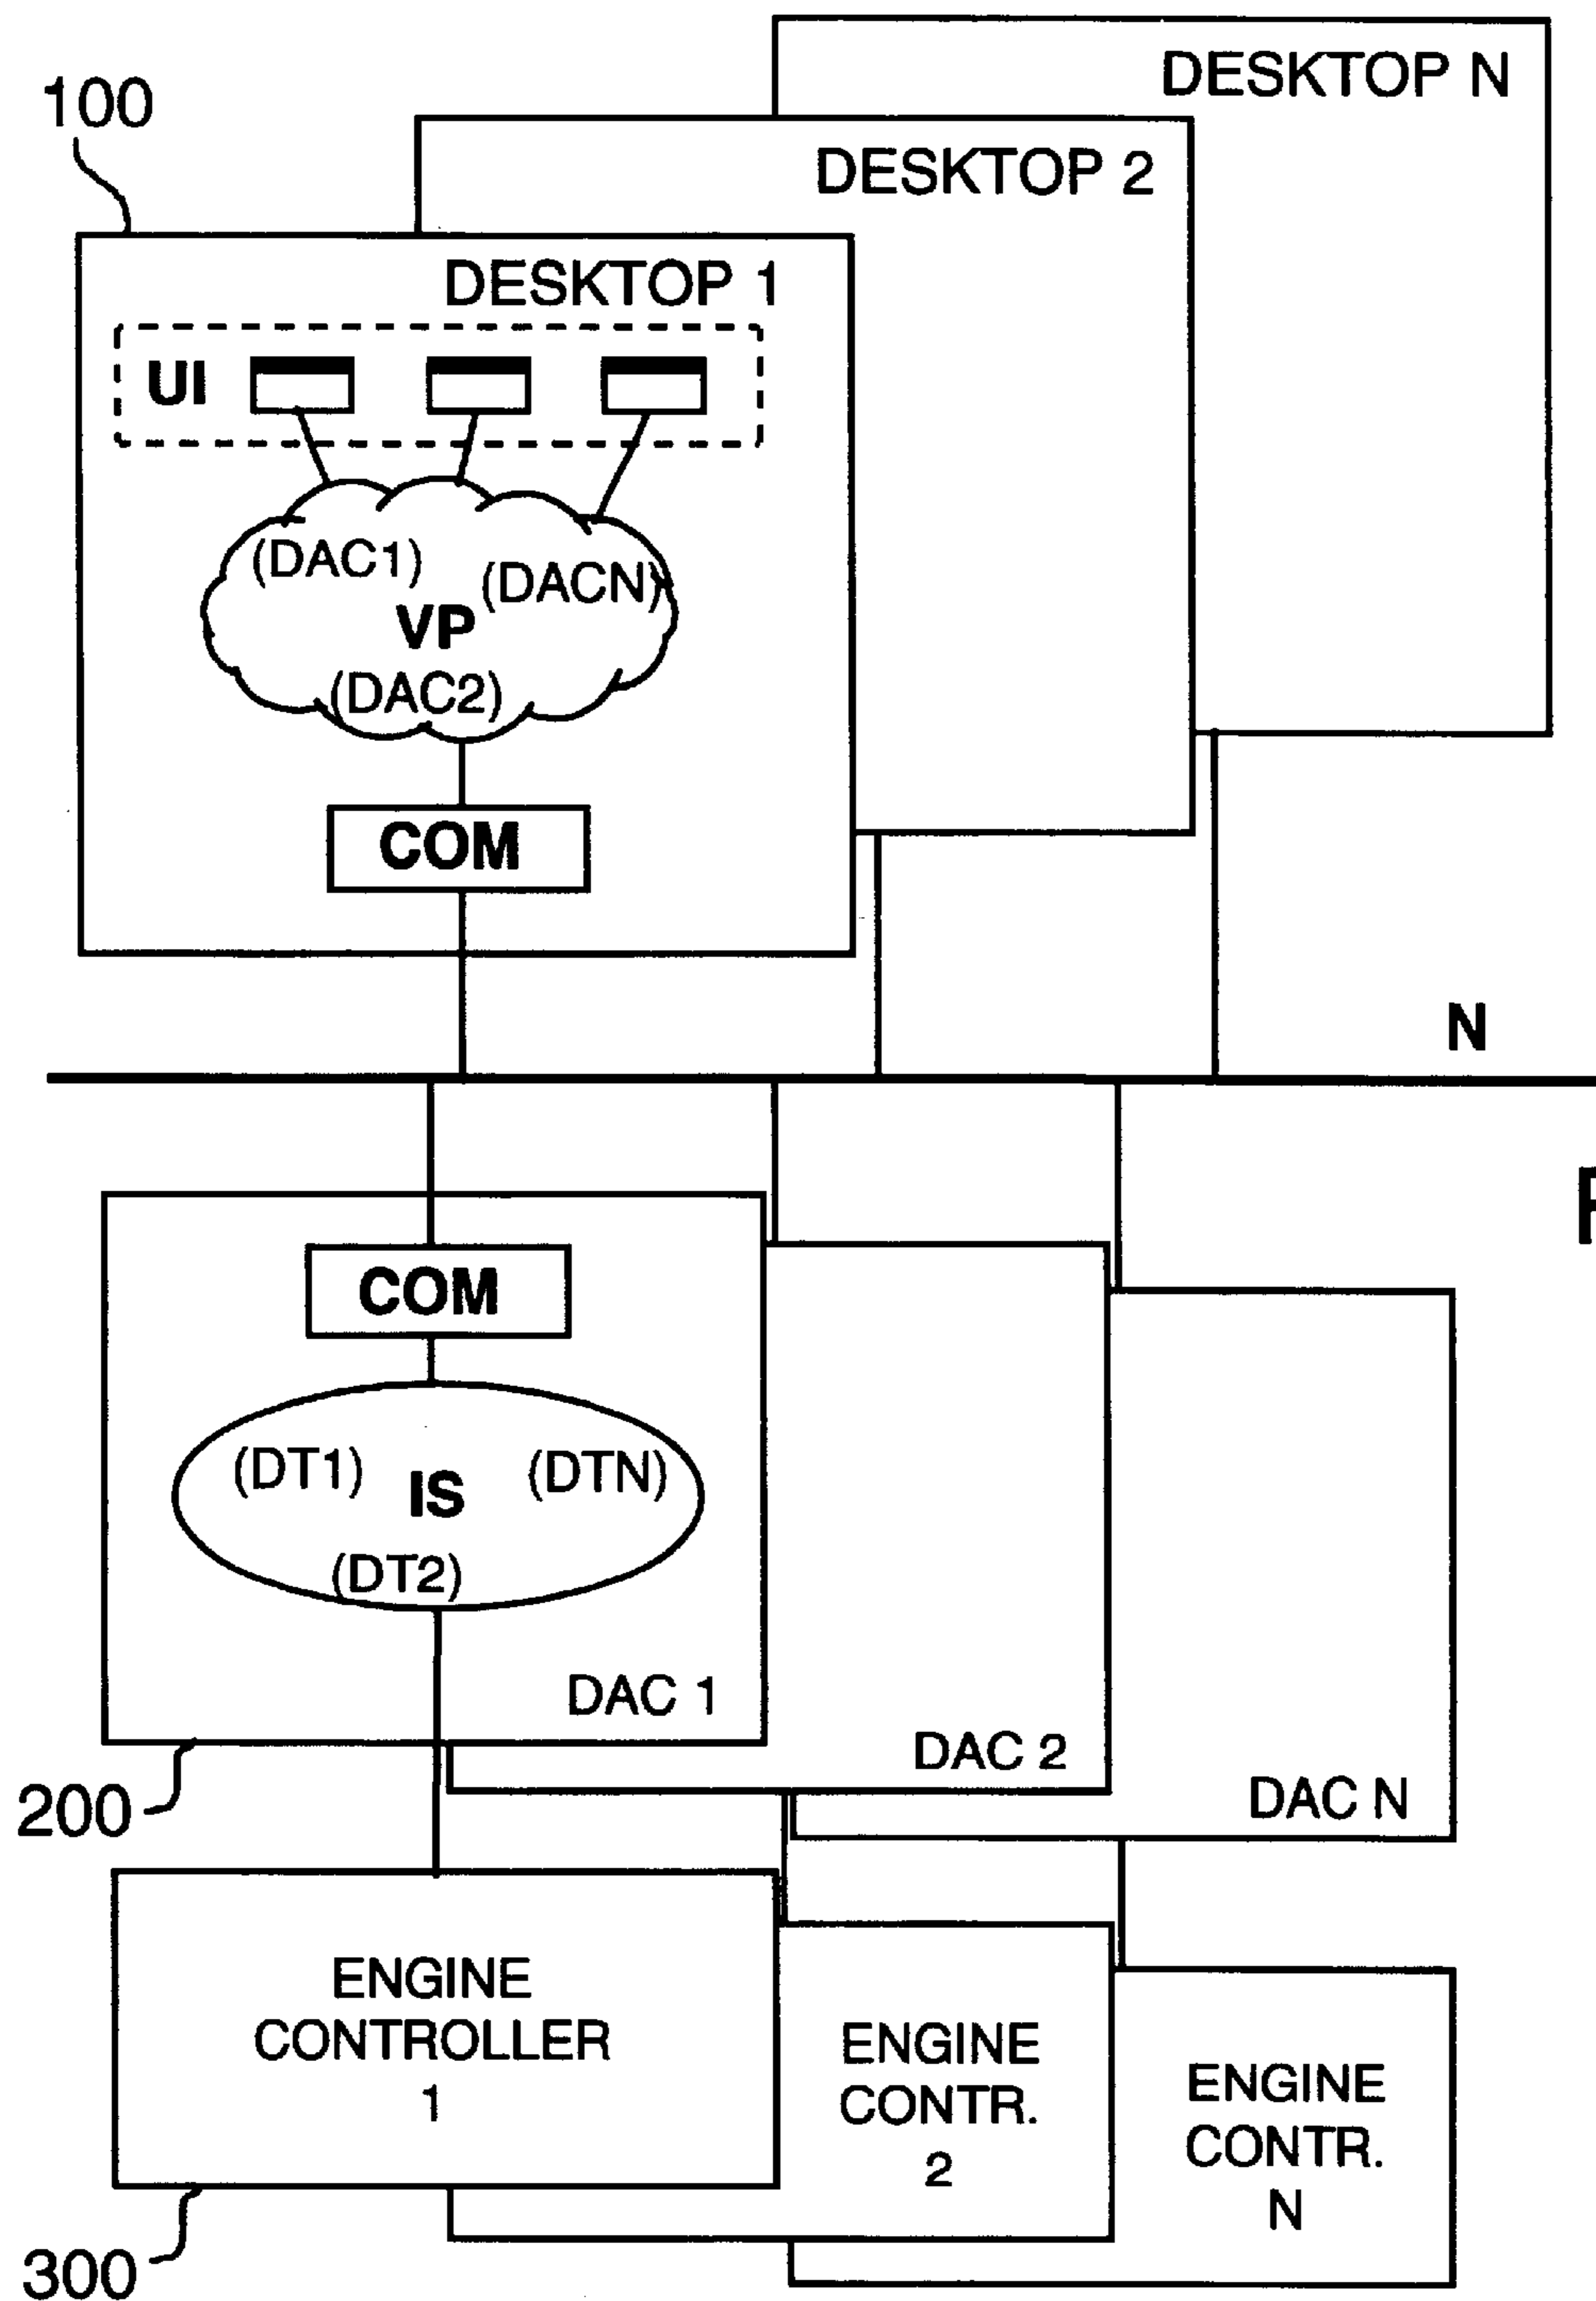 DESKTOP N
100
DESKTOP 2
DESKTOP 1
UI
(DAC1)
(DACN)
VP
(DAC2)
COM
N
COM
(DT1)
IS
(DTN)
(DT2)
DAC 1
DAC 2
DAC N
200
ENGINE
CONTROLLER
1
ENGINE
CONTR.
2
ENGINE
CONTR.
N
300